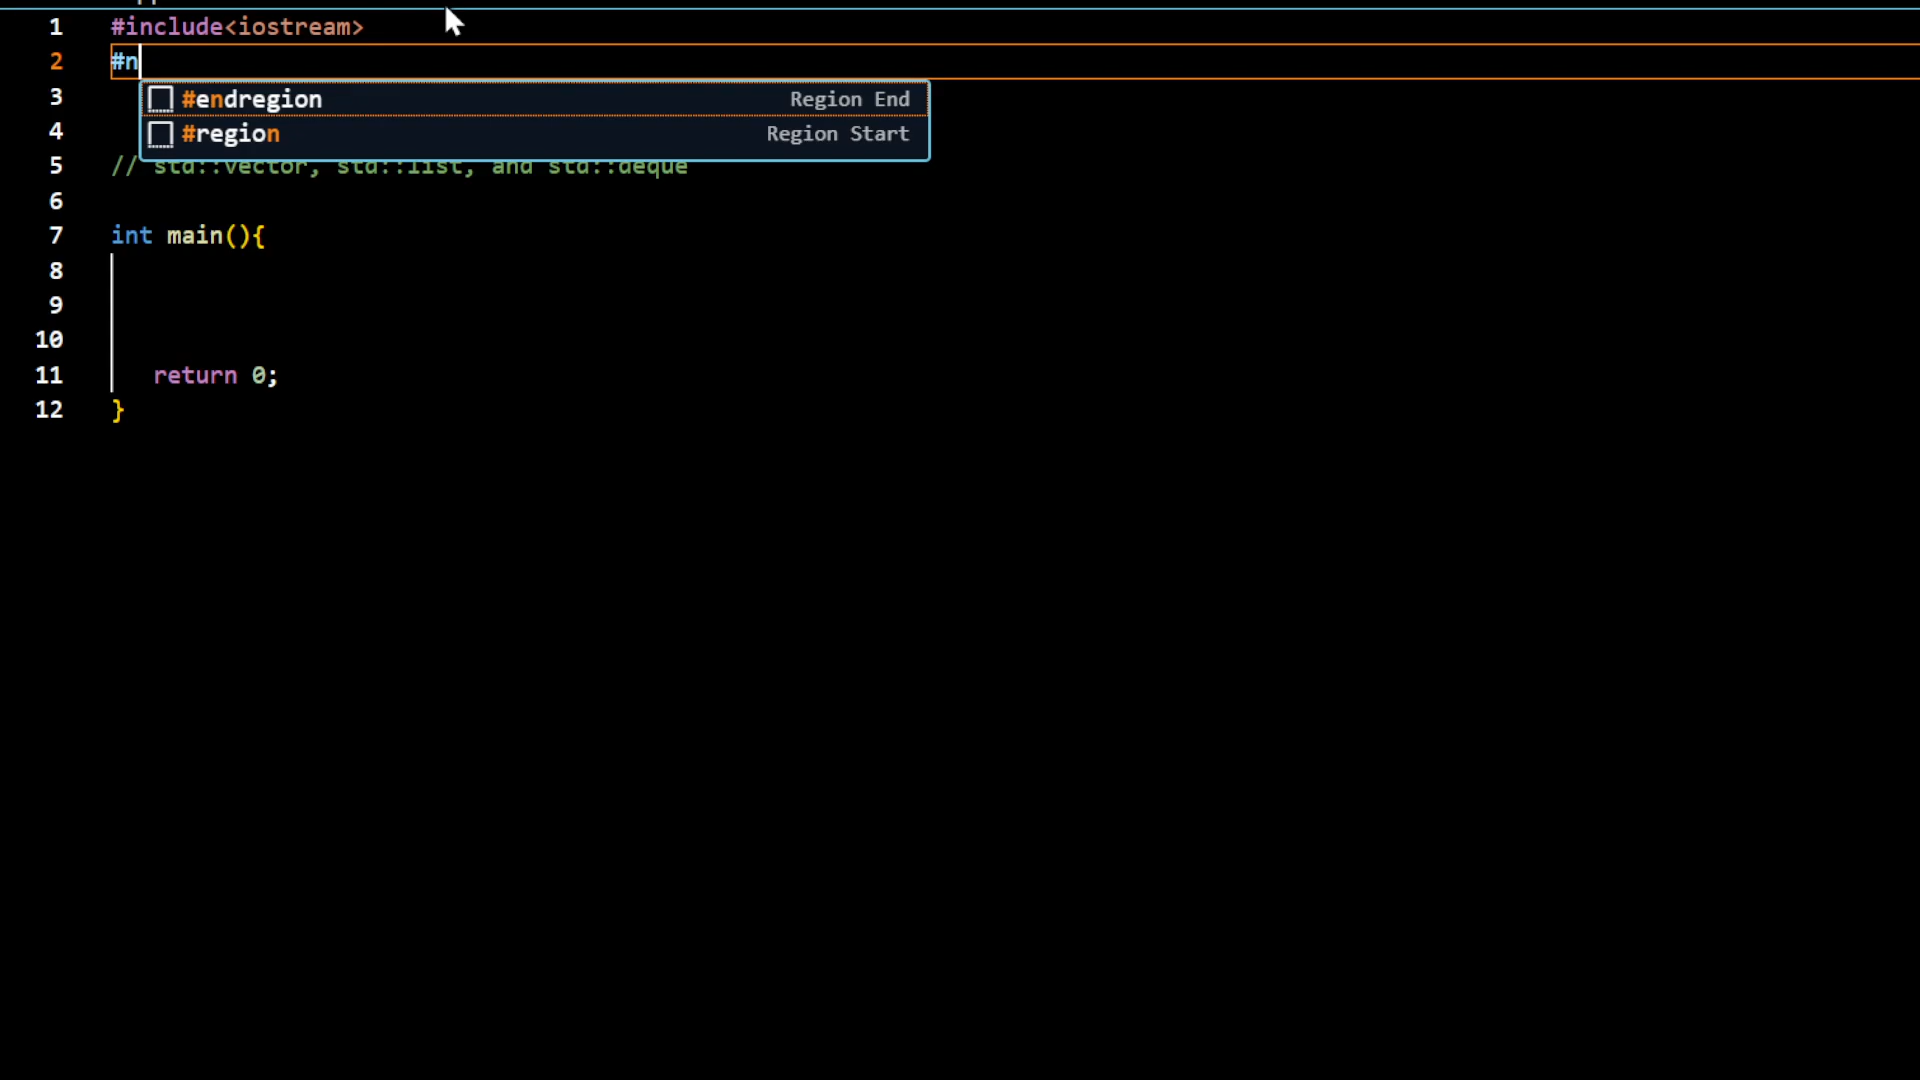 1 #include<iostream>
2 #n
3 #endregion Region End
4 #region Region Start
5 // std::vector, std::list, and std::deque
6
7 int main(){
8
9
10
11 return 0;
12 }